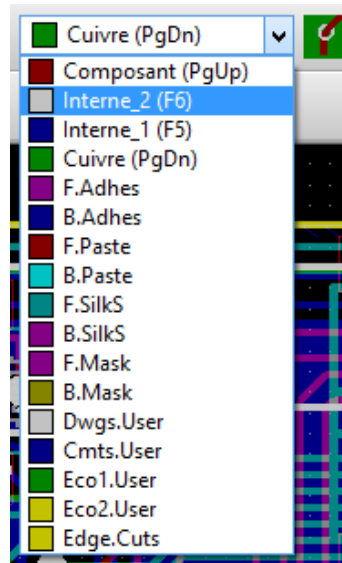 Cuivre (PgDn)
Composant (PgUp)
Interne_2 (F6)
Interne_1 (F5)
Cuivre (PgDn)
F.Adhes
B.Adhes
F.Paste
B.Paste
F.SilkS
B.SilkS
F.Mask
B.Mask
Dwgs.User
Cmts.User
Eco1.User
Eco2.User
Edge.Cuts